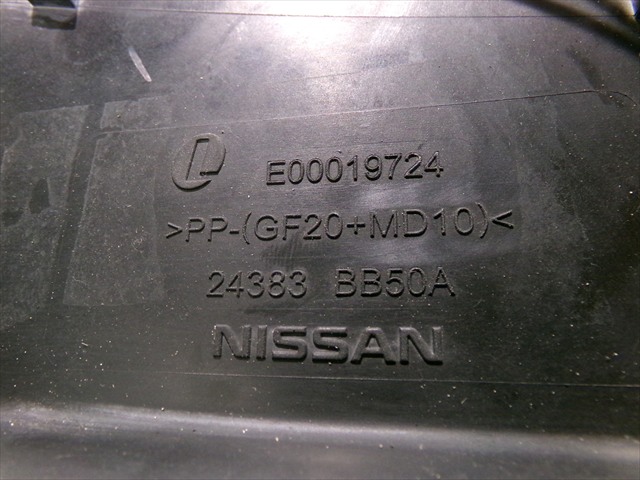 E00019724
>PP-(GF20+MD10)<
24383 BB50A
NISSAN